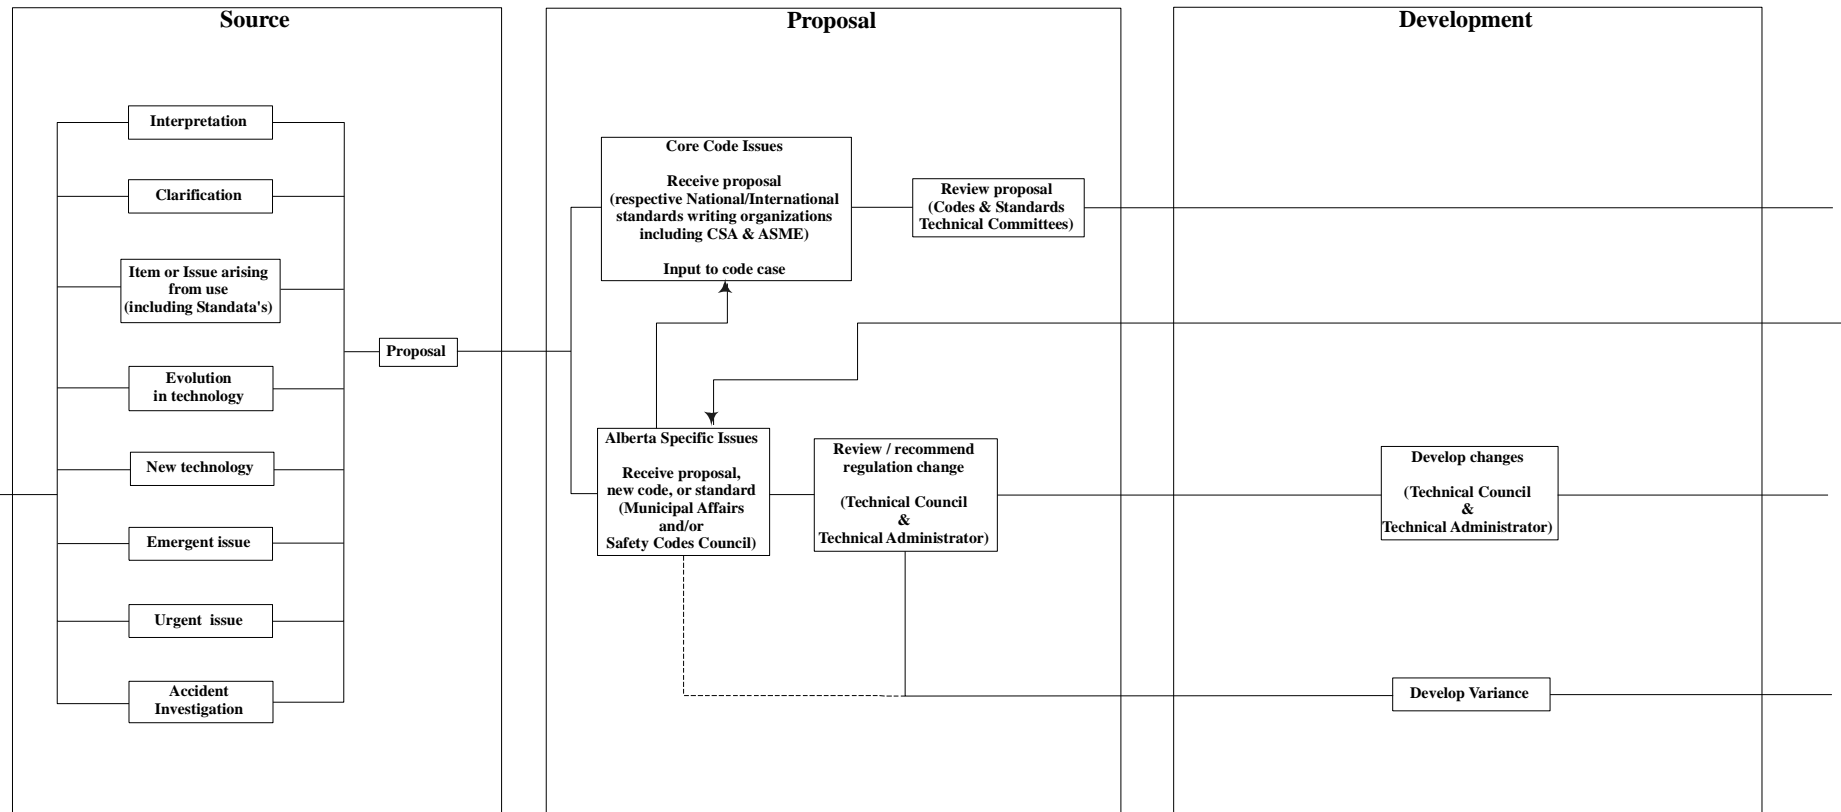 Source
Interpretation
Clarification
Item or Issue arising
from use
(including Standata's)
Evolution
in technology
New technology
Emergent issue
Urgent issue
Accident
Investigation
Proposal
Proposal
Core Code Issues
Receive proposal
(respective National/International
standards writing organizations
including CSA & ASME)
Input to code case
Review proposal
(Codes & Standards
Technical Committees)
Alberta Specific Issues
Receive proposal,
new code, or standard
(Municipal Affairs
and/or
Safety Codes Council)
Review / recommend
regulation change
(Technical Council
&
Technical Administrator)
Development
Develop changes
(Technical Council
&
Technical Administrator)
Develop Variance